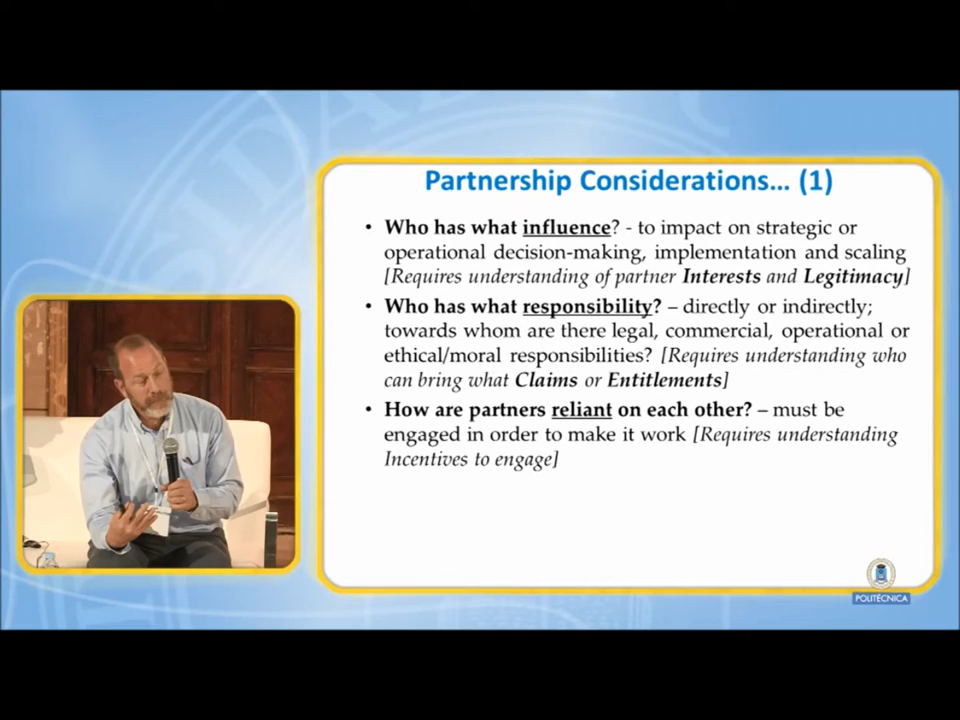 Partnership Considerations... (1)
• Who has what influence? - to impact on strategic or
operational decision-making, implementation and scaling
[Requires understanding of partner Interests and Legitimacy]
• Who has what responsibility? – directly or indirectly;
towards whom are there legal, commercial, operational or
ethical/moral responsibilities? [Requires understanding who
can bring what Claims or Entitlements]
• How are partners reliant on each other? – must be
engaged in order to make it work [Requires understanding
Incentives to engage]
POLITÉCNICA